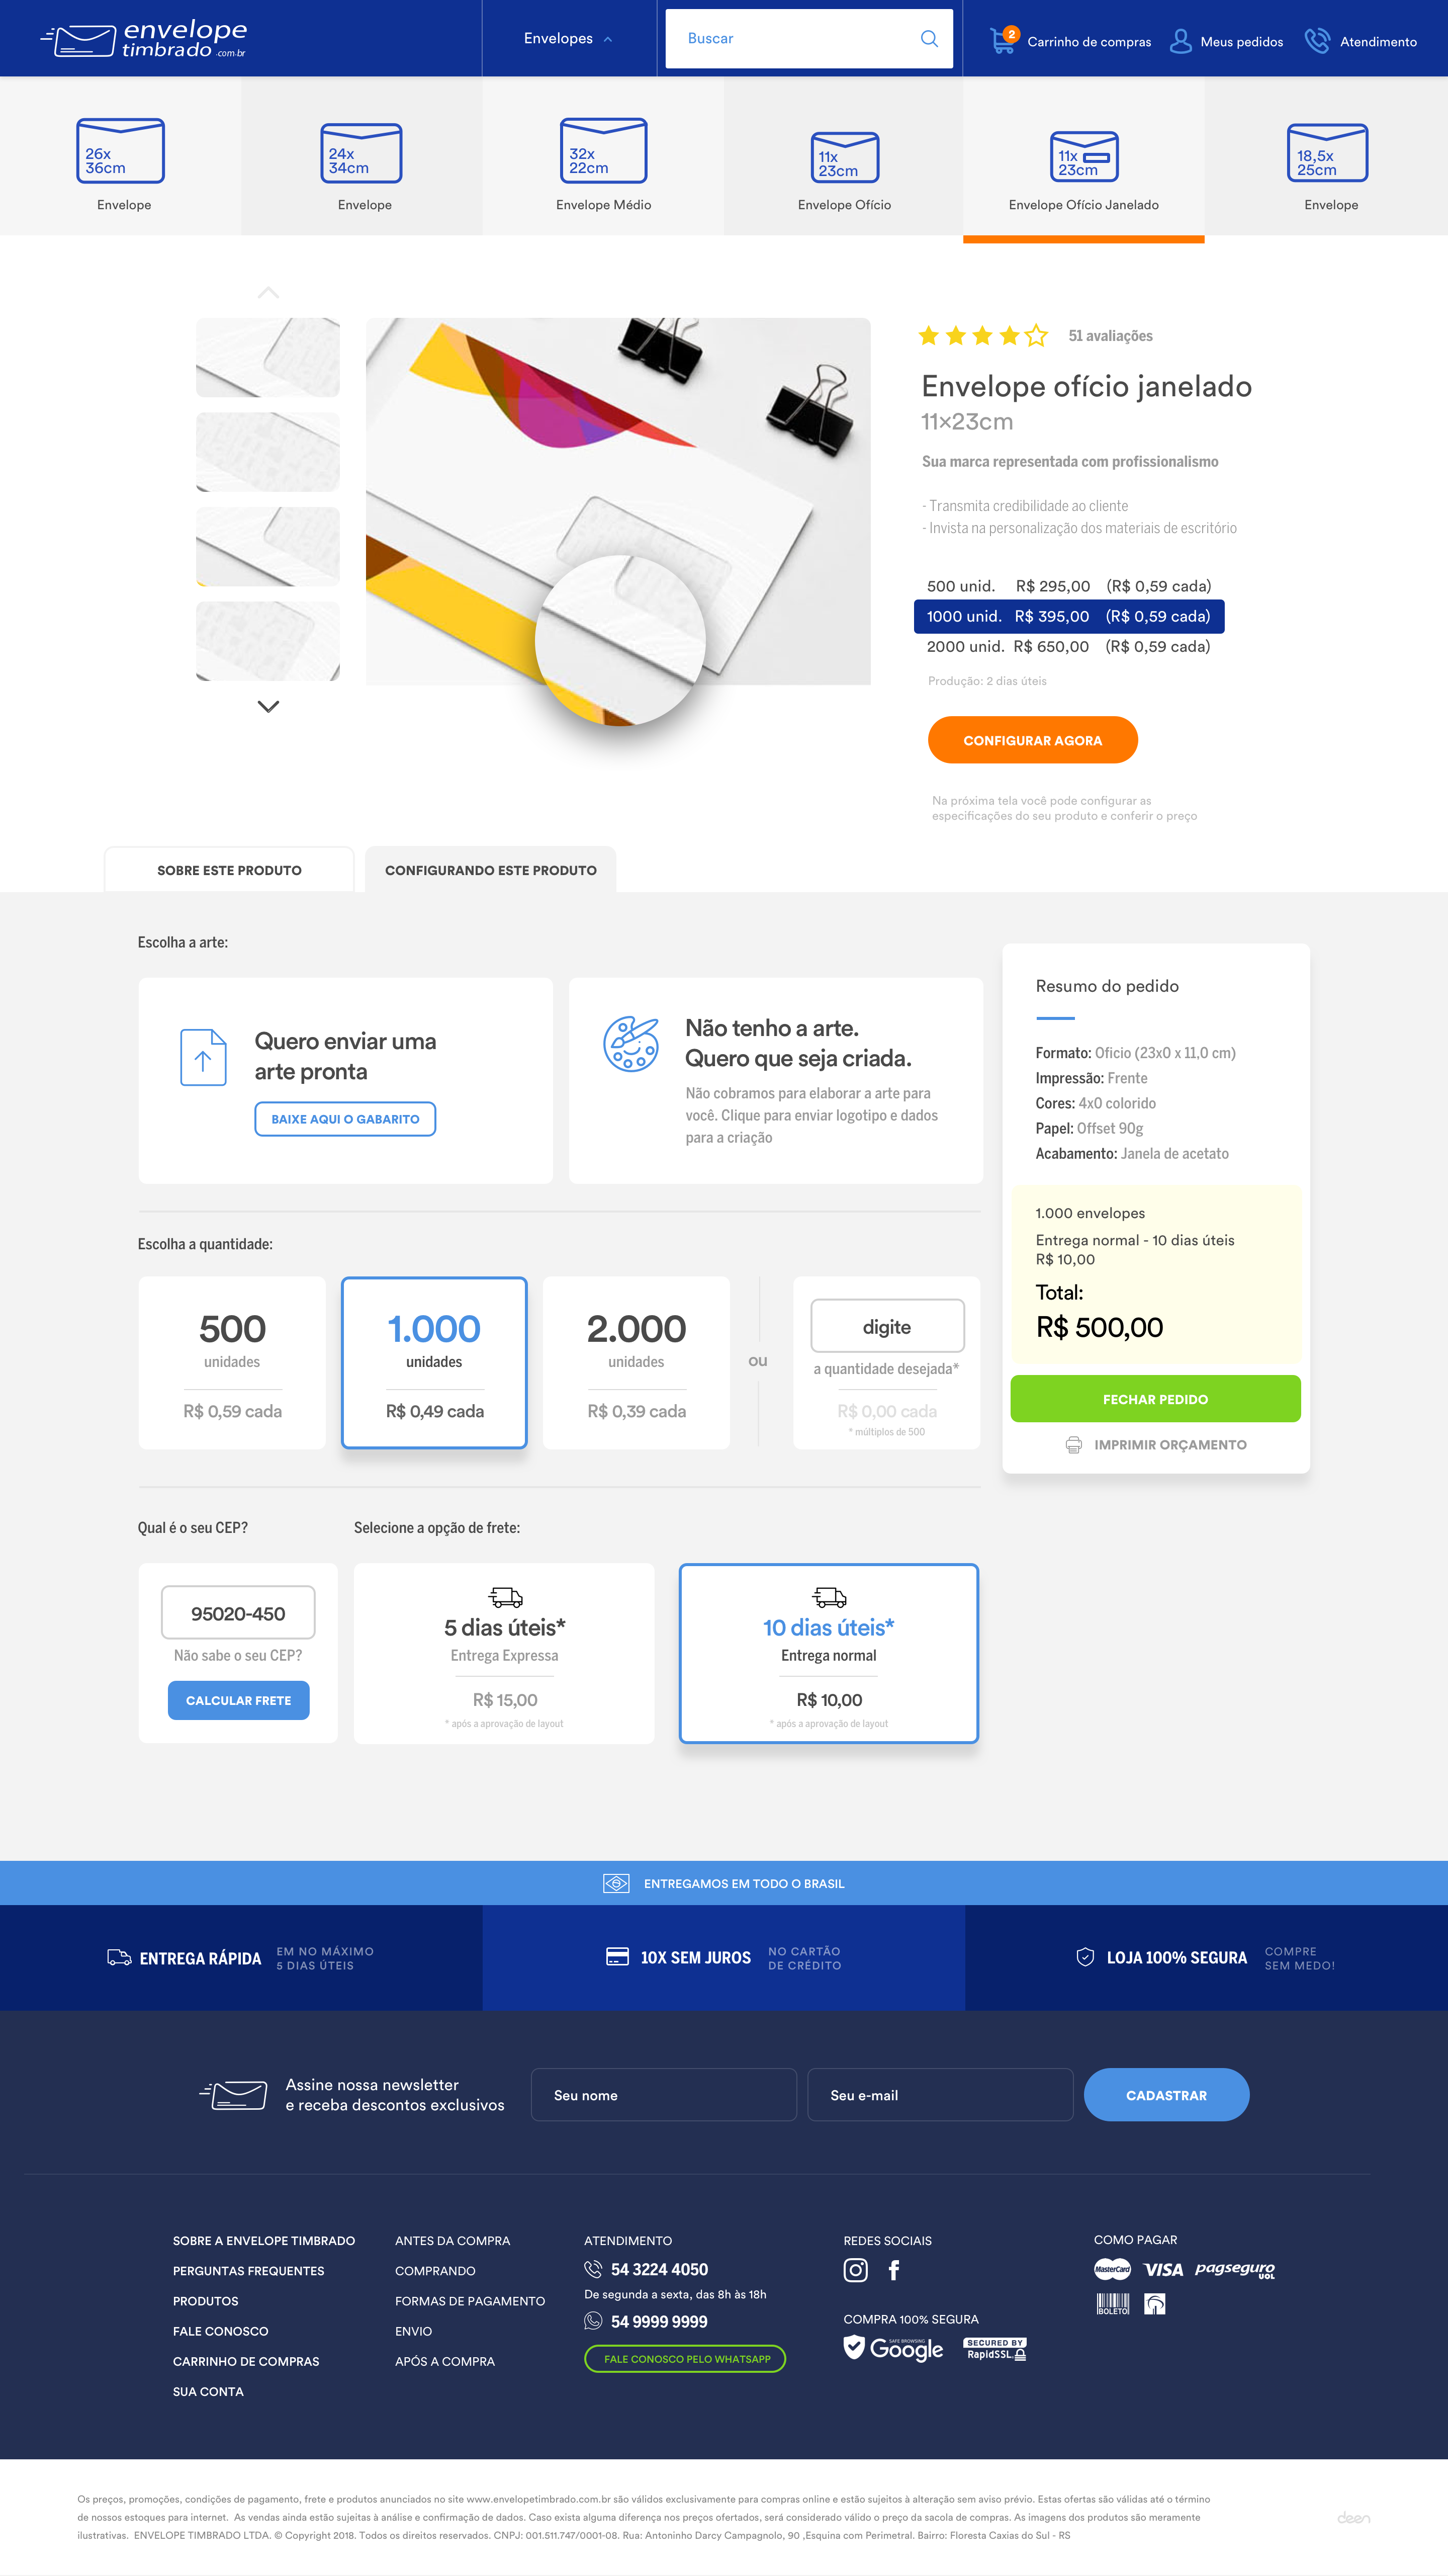 envelope
timbrado .com.br
Envelopes
Buscar
2
Carrinho de compras
Meus pedidos
Atendimento
26x
36cm
Envelope
24x
34cm
Envelope
32x
22cm
Envelope Médio
11x
23cm
Envelope Ofício
11x
23cm
Envelope Ofício Janelado
18,5x
25cm
Envelope
51 avaliações
Envelope ofício janelado
11×23cm
Sua marca representada com profissionalismo
- Transmita credibilidade ao cliente
- Invista na personalização dos materiais de escritório
500 unid. R$ 295,00 (R$ 0,59 cada)
1000 unid. R$ 395,00 (R$ 0,59 cada)
2000 unid. R$ 650,00 (R$ 0,59 cada)
Produção: 2 dias úteis
CONFIGURAR AGORA
Na próxima tela você pode configurar as
especificações do seu produto e conferir o preço
SOBRE ESTE PRODUTO
CONFIGURANDO ESTE PRODUTO
Escolha a arte:
Quero enviar uma
arte pronta
BAIXE AQUI O GABARITO
Não tenho a arte.
Quero que seja criada.
Não cobramos para elaborar a arte para
você. Clique para enviar logotipo e dados
para a criação
Resumo do pedido
Formato: Oficio (23x0 x 11,0 cm)
Impressão: Frente
Cores: 4x0 colorido
Papel: Offset 90g
Acabamento: Janela de acetato
1.000 envelopes
Entrega normal - 10 dias úteis
R$ 10,00
Total:
R$ 500,00
FECHAR PEDIDO
IMPRIMIR ORÇAMENTO
Escolha a quantidade:
500
unidades
R$ 0,59 cada
1.000
unidades
R$ 0,49 cada
2.000
unidades
R$ 0,39 cada
ou
digite
a quantidade desejada*
R$ 0,00 cada
* múltiplos de 500
Qual é o seu CEP?
95020-450
Não sabe o seu CEP?
CALCULAR FRETE
Selecione a opção de frete:
5 dias úteis*
Entrega Expressa
R$ 15,00
* após a aprovação de layout
10 dias úteis*
Entrega normal
R$ 10,00
* após a aprovação de layout
ENTREGAMOS EM TODO O BRASIL
ENTREGA RÁPIDA
EM NO MÁXIMO
5 DIAS ÚTEIS
10X SEM JUROS
NO CARTÃO
DE CRÉDITO
LOJA 100% SEGURA
COMPRE
SEM MEDO!
Assine nossa newsletter
e receba descontos exclusivos
Seu nome
Seu e-mail
CADASTRAR
SOBRE A ENVELOPE TIMBRADO
PERGUNTAS FREQUENTES
PRODUTOS
FALE CONOSCO
CARRINHO DE COMPRAS
SUA CONTA
ANTES DA COMPRA
COMPRANDO
FORMAS DE PAGAMENTO
ENVIO
APÓS A COMPRA
ATENDIMENTO
54 3224 4050
De segunda a sexta, das 8h às 18h
54 9999 9999
FALE CONOSCO PELO WHATSAPP
REDES SOCIAIS
COMPRA 100% SEGURA
SAFE BROWSING
Google
SECURED BY
RapidSSL.
COMO PAGAR
MasterCard
VISA
pagseguro
UOL
BOLETO
Os preços, promoções, condições de pagamento, frete e produtos anunciados no site www.envelopetimbrado.com.br são válidos exclusivamente para compras online e estão sujeitos à alteração sem aviso prévio. Estas ofertas são válidas até o término
de nossos estoques para internet. As vendas ainda estão sujeitas à análise e confirmação de dados. Caso exista alguma diferença nos preços ofertados, será considerado válido o preço da sacola de compras. As imagens dos produtos são meramente
ilustrativas. ENVELOPE TIMBRADO LTDA. © Copyright 2018. Todos os direitos reservados. CNPJ: 001.511.747/0001-08. Rua: Antoninho Darcy Campagnolo, 90 ,Esquina com Perimetral. Bairro: Floresta Caxias do Sul - RS
deen